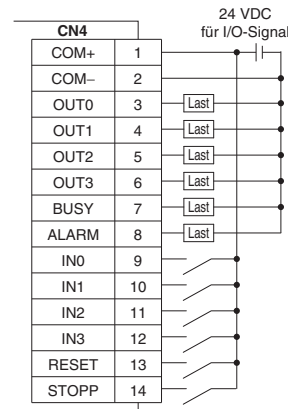 24 VDC
für I/O-Signal
CN4
COM+ 1
COM– 2
OUT0 3 Last
OUT1 4 Last
OUT2 5 Last
OUT3 6 Last
BUSY 7 Last
ALARM 8 Last
IN0 9
IN1 10
IN2 11
IN3 12
RESET 13
STOPP 14